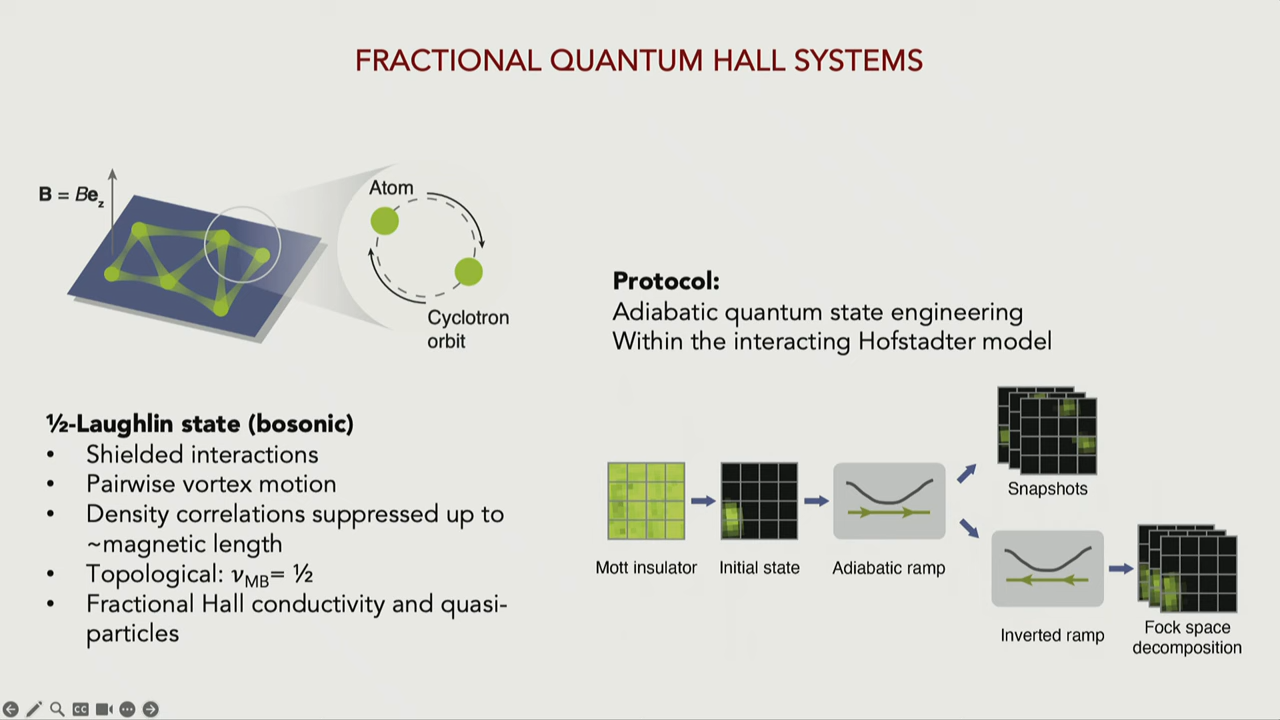 FRACTIONAL QUANTUM HALL SYSTEMS
B = Be_z
Atom
Cyclotron
orbit
½-Laughlin state (bosonic)
• Shielded interactions
• Pairwise vortex motion
• Density correlations suppressed up to
~magnetic length
• Topological: ν_MB= ½
• Fractional Hall conductivity and quasi-
particles
Protocol:
Adiabatic quantum state engineering
Within the interacting Hofstadter model
Mott insulator
Initial state
Adiabatic ramp
Snapshots
Inverted ramp
Fock space
decomposition
CC